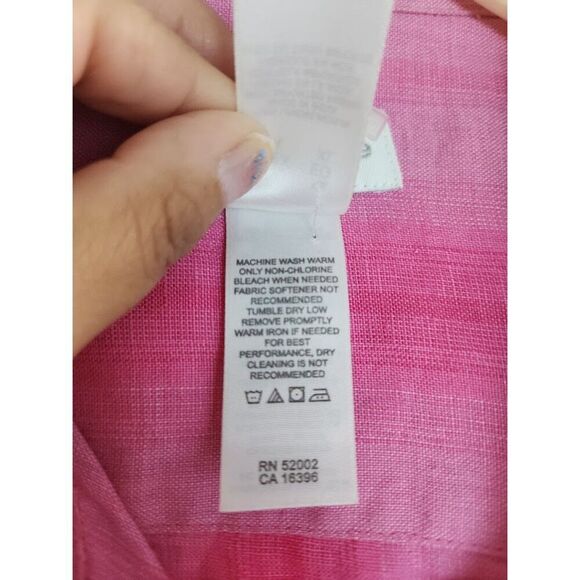 MACHINE WASH WARM
ONLY NON-CHLORINE
BLEACH WHEN NEEDED
FABRIC SOFTENER NOT
RECOMMENDED
TUMBLE DRY LOW
REMOVE PROMPTLY
WARM IRON IF NEEDED
FOR BEST
PERFORMANCE, DRY
CLEANING IS NOT
RECOMMENDED
RN 52002
CA 16396